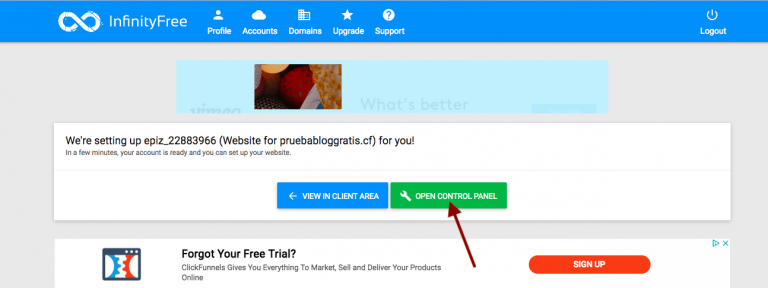 InfinityFree
Profile
Accounts
Domains
Upgrade
Support
Logout
vimeo
What's better
We're setting up epiz_22883966 (Website for pruebabloggratis.cf) for you!
In a few minutes, your account is ready and you can set up your website.
VIEW IN CLIENT AREA
OPEN CONTROL PANEL
Forgot Your Free Trial?
ClickFunnels Gives You Everything To Market, Sell and Deliver Your Products
Online
SIGN UP